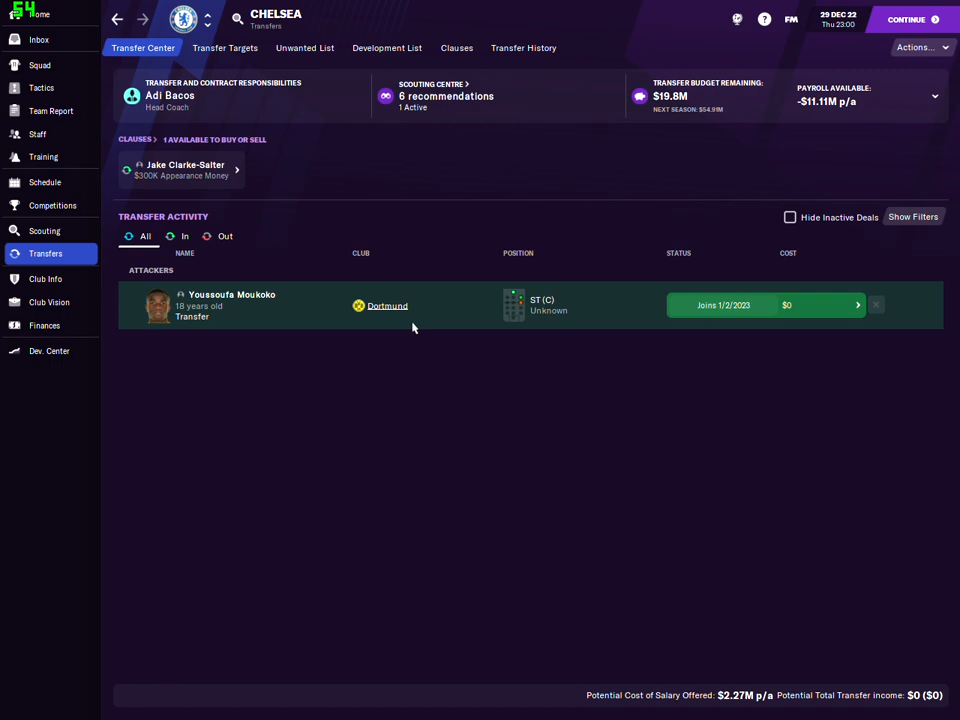 54
Home
CHELSEA
Transfers
?
FM
29 DEC 22
Thu 23:00
CONTINUE
Inbox
Squad
Tactics
Team Report
Staff
Training
Schedule
Competitions
Scouting
Transfers
Club Info
Club Vision
Finances
Dev. Center
Transfer Center
Transfer Targets
Unwanted List
Development List
Clauses
Transfer History
Actions...
TRANSFER AND CONTRACT RESPONSIBILITIES
Adi Bacos
Head Coach
SCOUTING CENTRE >
6 recommendations
1 Active
TRANSFER BUDGET REMAINING:
$19.8M
NEXT SEASON: $54.91M
PAYROLL AVAILABLE:
-$11.11M p/a
CLAUSES > 1 AVAILABLE TO BUY OR SELL
Jake Clarke-Salter
$300K Appearance Money
TRANSFER ACTIVITY
Hide Inactive Deals
Show Filters
All
In
Out
NAME CLUB POSITION STATUS COST
ATTACKERS
Youssoufa Moukoko
18 years old
Transfer
Dortmund
ST (C)
Unknown
Joins 1/2/2023
$0
Potential Cost of Salary Offered: $2.27M p/a Potential Total Transfer income: $0 ($0)